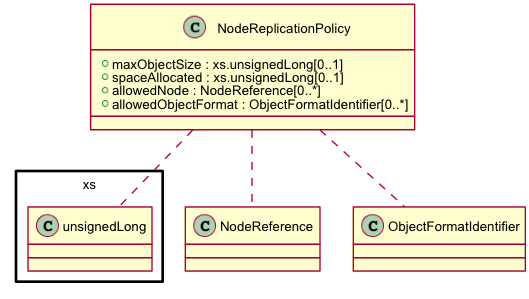 C NodeReplicationPolicy
maxObjectSize : xs.unsignedLong[0..1]
spaceAllocated : xs.unsignedLong[0..1]
allowedNode : NodeReference[0..*]
allowedObjectFormat : ObjectFormatIdentifier[0..*]
xs
C unsignedLong
C NodeReference
C ObjectFormatIdentifier